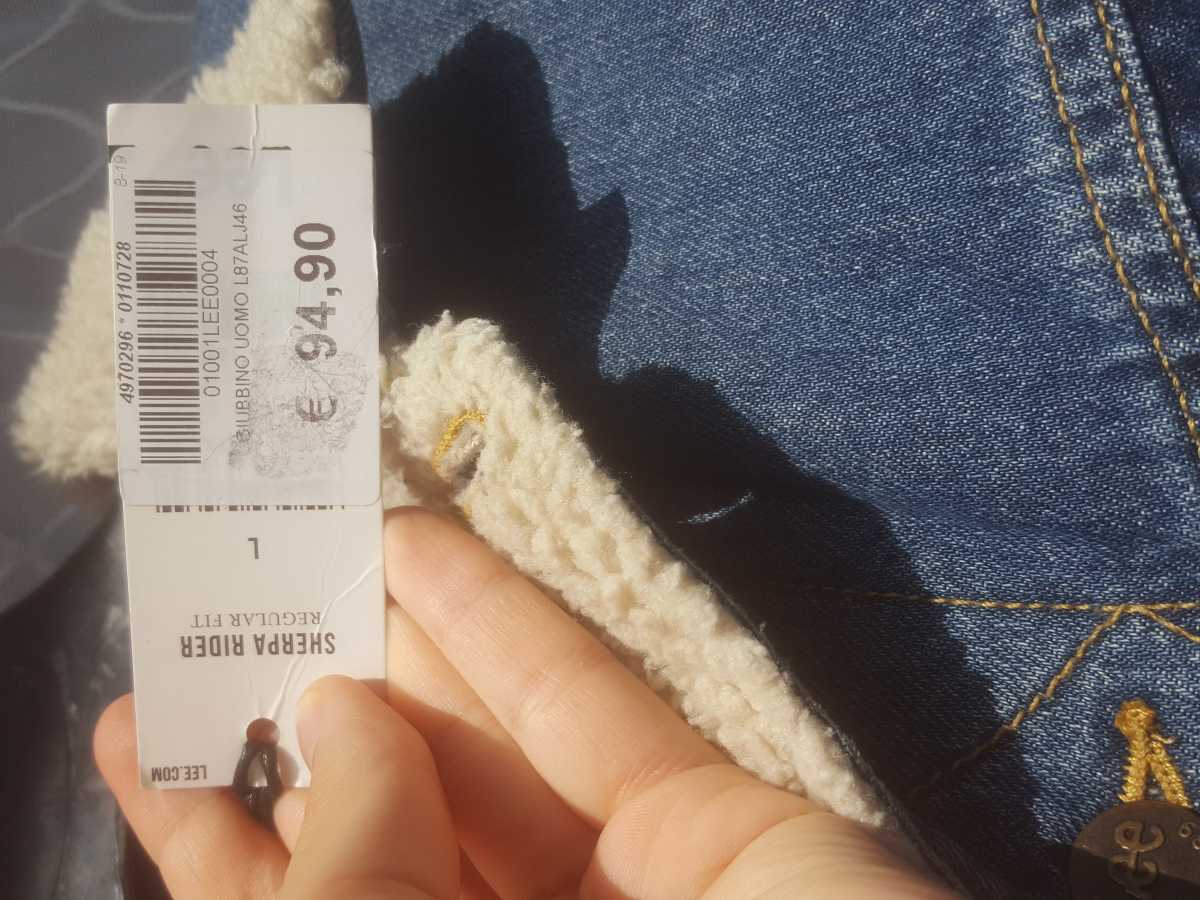 8-19
4970296 * 0110728
01001LEE0004
GIUBBINO UOMO L87ALJ46
€ 94,90
L
REGULAR FIT
SHERPA RIDER
LEE.COM